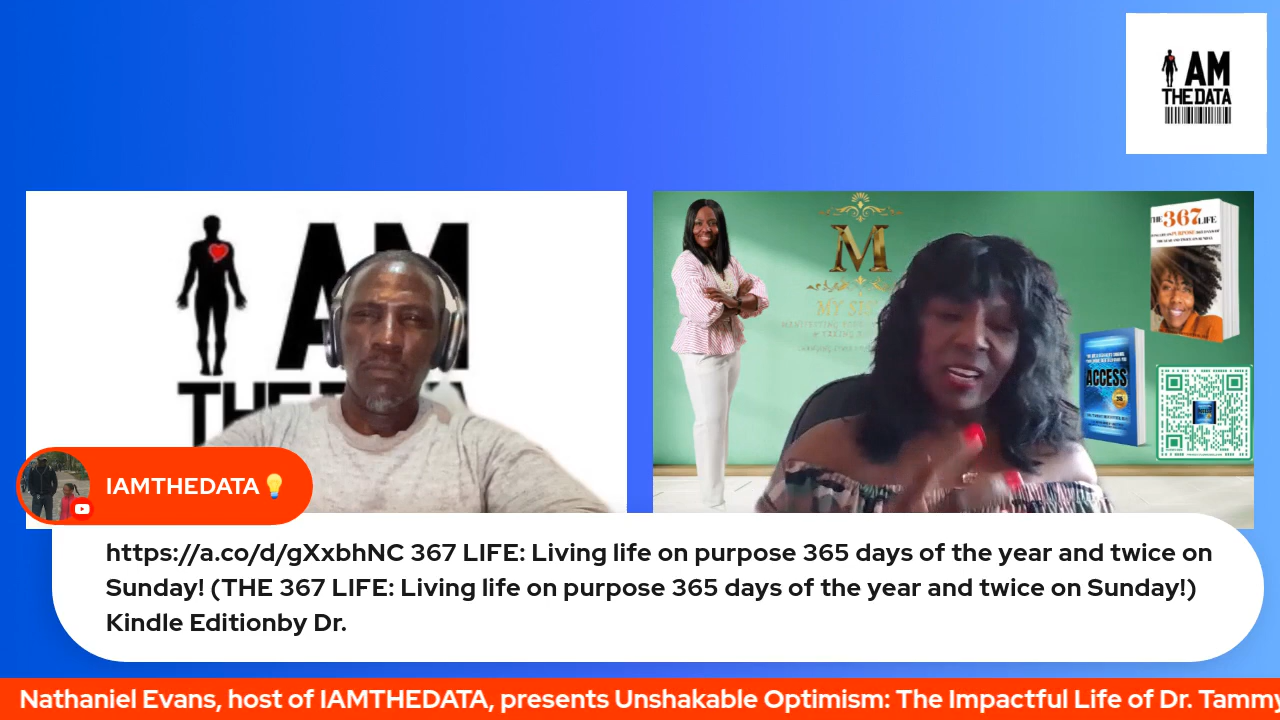 I AM
THE DATA
AM
THE
M
MY
THE 367 LIFE
ACCESS
IAMTHEDATA💡
https://a.co/d/gXxbhNC 367 LIFE: Living life on purpose 365 days of the year and twice on
Sunday! (THE 367 LIFE: Living life on purpose 365 days of the year and twice on Sunday!)
Kindle Editionby Dr.
Nathaniel Evans, host of IAMTHEDATA, presents Unshakable Optimism: The Impactful Life of Dr. Tammy